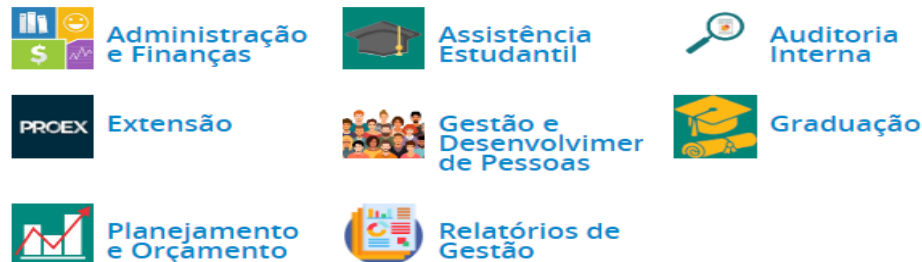 Administração
e Finanças
Assistência
Estudantil
Auditoria
Interna
PROEX
Extensão
Gestão e
Desenvolvimer
de Pessoas
Graduação
Planejamento
e Orçamento
Relatórios de
Gestão